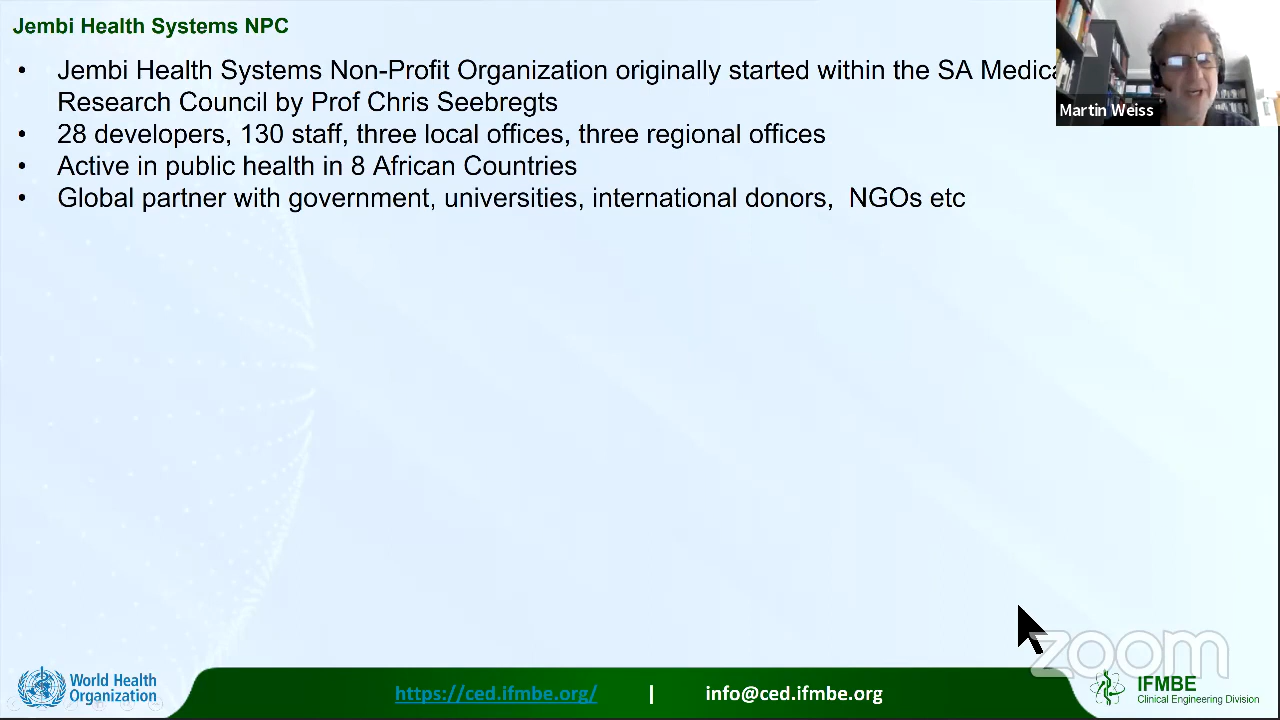 Jembi Health Systems NPC
• Jembi Health Systems Non-Profit Organization originally started within the SA Medica
Research Council by Prof Chris Seebregts
• 28 developers, 130 staff, three local offices, three regional offices
• Active in public health in 8 African Countries
• Global partner with government, universities, international donors,  NGOs etc
Martin Weiss
zoom
World Health
Organization
https://ced.ifmbe.org/ | info@ced.ifmbe.org
IFMBE
Clinical Engineering Division